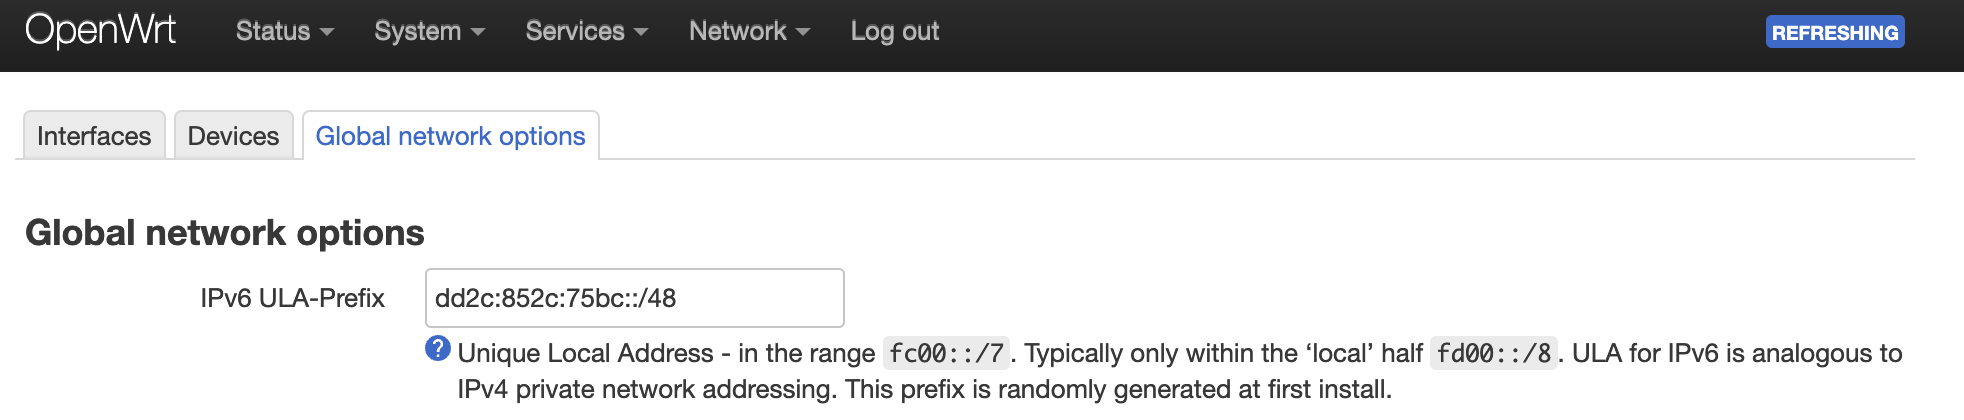 OpenWrt Status System Services Network Log out REFRESHING
Interfaces Devices Global network options
Global network options
IPv6 ULA-Prefix dd2c:852c:75bc::/48
? Unique Local Address - in the range fc00::/7. Typically only within the ‘local’ half fd00::/8. ULA for IPv6 is analogous to
IPv4 private network addressing. This prefix is randomly generated at first install.